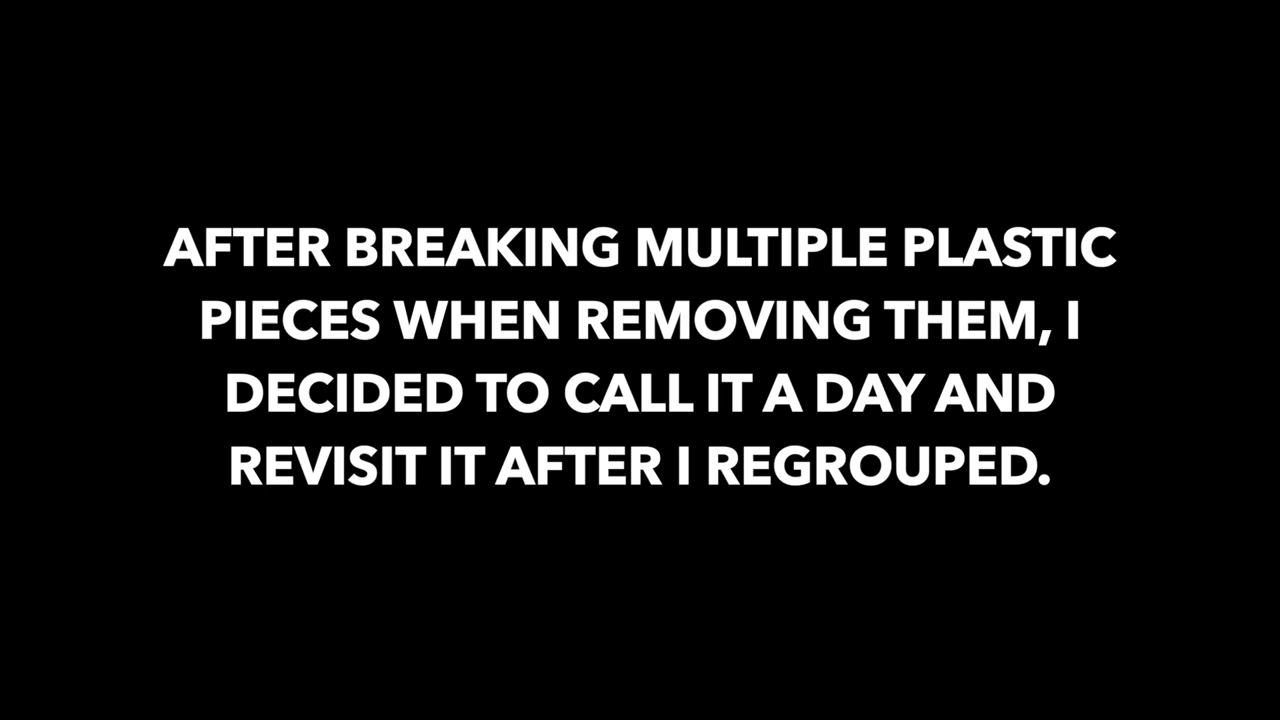 AFTER BREAKING MULTIPLE PLASTIC
PIECES WHEN REMOVING THEM, I
DECIDED TO CALL IT A DAY AND
REVISIT IT AFTER I REGROUPED.